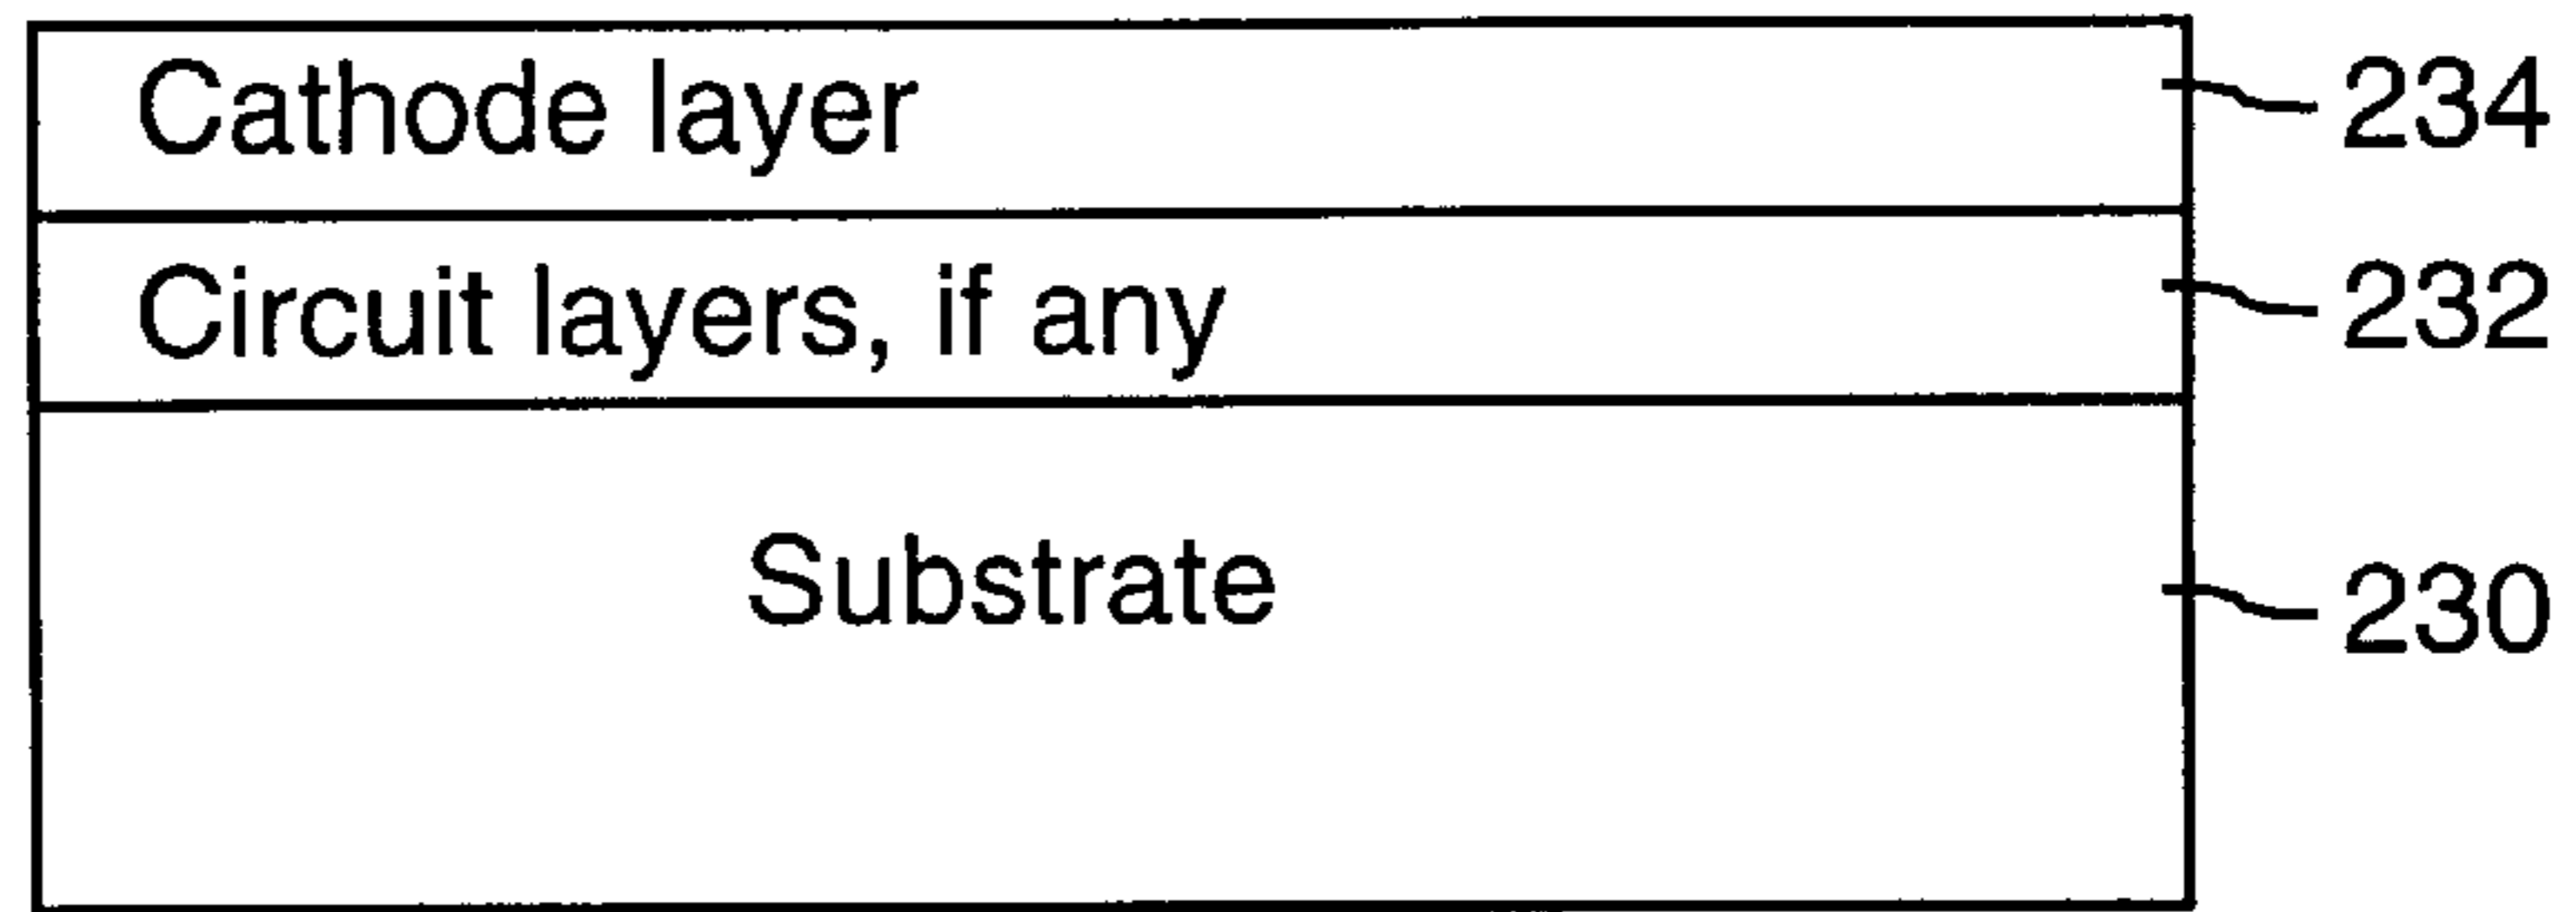 Cathode layer 234
Circuit layers, if any 232
Substrate 230